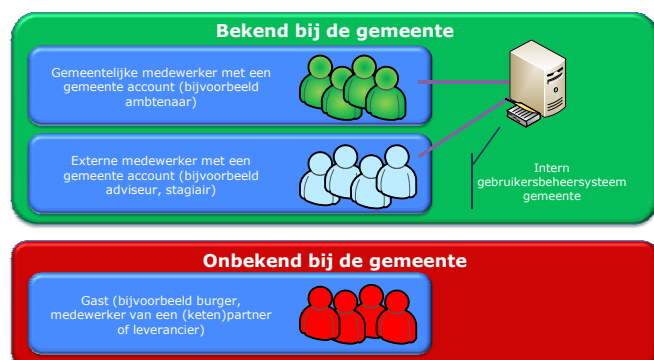 Bekend bij de gemeente
Gemeentelijke medewerker met een
gemeente account (bijvoorbeeld
ambtenaar)
Externe medewerker met een
gemeente account (bijvoorbeeld
adviseur, stagiair)
Intern
gebruikersbeheersysteem
gemeente
Onbekend bij de gemeente
Gast (bijvoorbeeld burger,
medewerker van een (keten)partner
of leverancier)